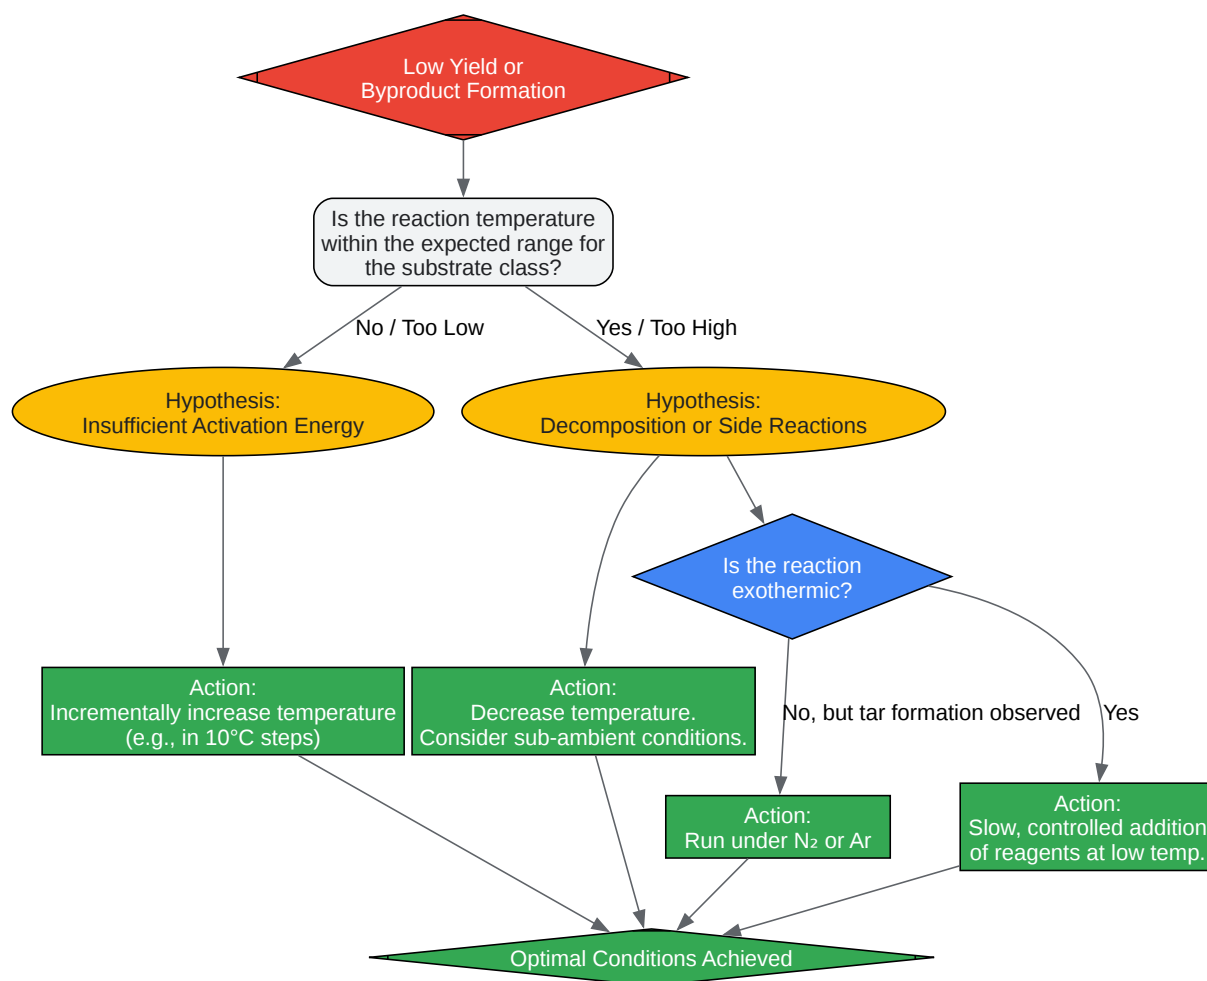 Low Yield or
Byproduct Formation
Is the reaction temperature
within the expected range for
the substrate class?
No / Too Low
Yes / Too High
Hypothesis:
Insufficient Activation Energy
Hypothesis:
Decomposition or Side Reactions
Is the reaction
exothermic?
Action:
Incrementally increase temperature
(e.g., in 10°C steps)
Action:
Decrease temperature.
Consider sub-ambient conditions.
No, but tar formation observed
Yes
Action:
Run under N₂ or Ar
Action:
Slow, controlled addition
of reagents at low temp.
Optimal Conditions Achieved